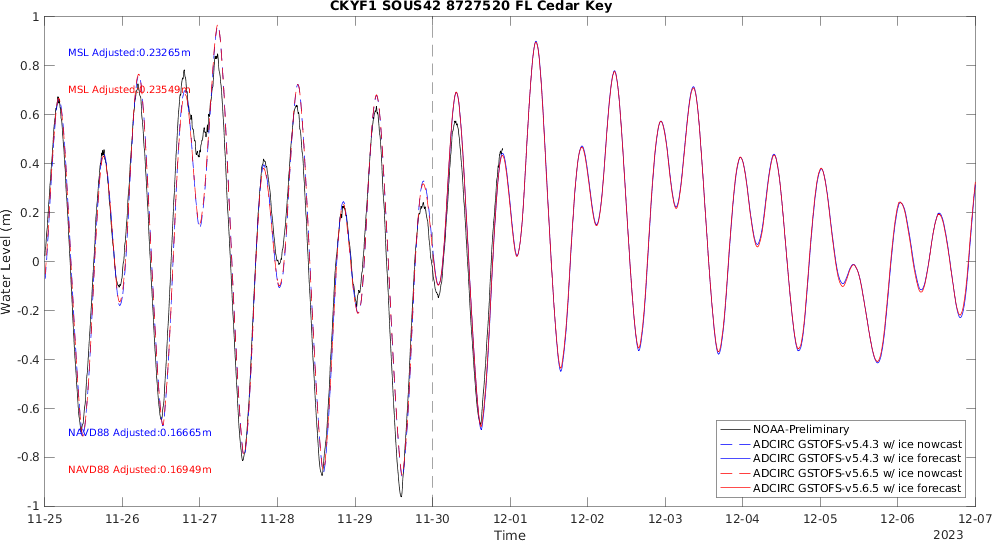 CKYF1 SOUS42 8727520 FL Cedar Key
Water Level (m)
1
0.8
0.6
0.4
0.2
0
-0.2
-0.4
-0.6
-0.8
-1
MSL Adjusted:0.23265m
MSL Adjusted:0.23549m
NAVD88 Adjusted:0.16665m
NAVD88 Adjusted:0.16949m
NOAA-Preliminary
ADCIRC GSTOFS-v5.4.3 w/ ice nowcast
ADCIRC GSTOFS-v5.4.3 w/ ice forecast
ADCIRC GSTOFS-v5.6.5 w/ ice nowcast
ADCIRC GSTOFS-v5.6.5 w/ ice forecast
11-25 11-26 11-27 11-28 11-29 11-30 12-01 12-02 12-03 12-04 12-05 12-06 12-07
Time
2023